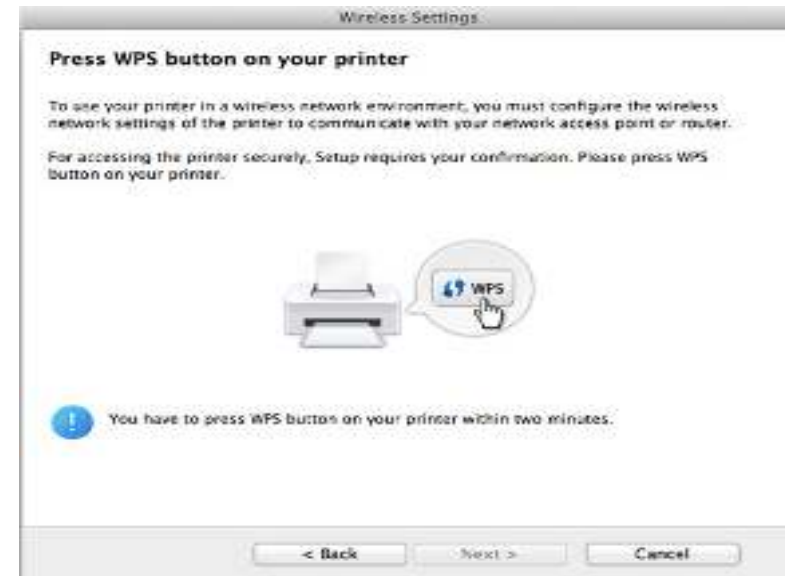 Wireless Settings
Press WPS button on your printer
To use your printer in a wireless network environment, you must configure the wireless
network settings of the printer to communicate with your network access point or router.
For accessing the printer securely, Setup requires your confirmation. Please press WPS
button on your printer.
WPS
You have to press WPS button on your printer within two minutes.
< Back
Next >
Cancel